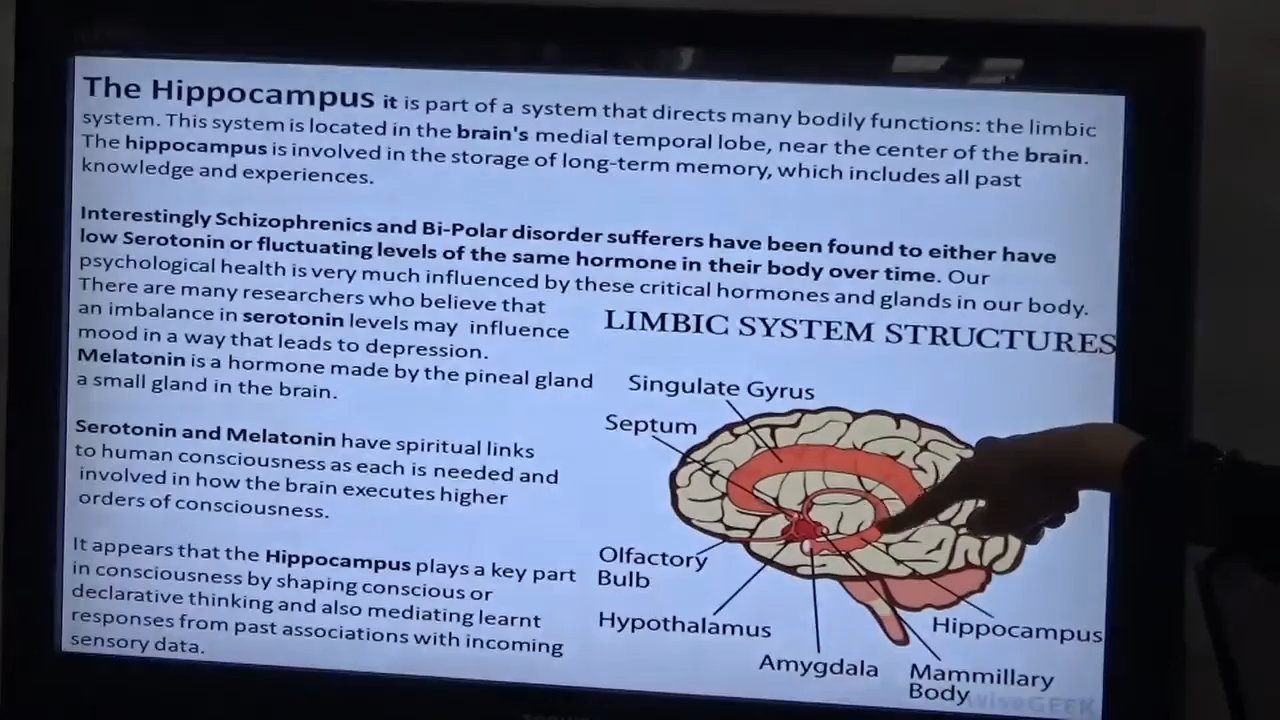 The Hippocampus it is part of a system that directs many bodily functions: the limbic
system. This system is located in the brain's medial temporal lobe, near the center of the brain.
The hippocampus is involved in the storage of long-term memory, which includes all past
knowledge and experiences.
Interestingly Schizophrenics and Bi-Polar disorder sufferers have been found to either have
low Serotonin or fluctuating levels of the same hormone in their body over time. Our
psychological health is very much influenced by these critical hormones and glands in our body.
There are many researchers who believe that
an imbalance in serotonin levels may influence
mood in a way that leads to depression.
Melatonin is a hormone made by the pineal gland
a small gland in the brain.
Serotonin and Melatonin have spiritual links
to human consciousness as each is needed and
involved in how the brain executes higher
orders of consciousness.
It appears that the Hippocampus plays a key part
in consciousness by shaping conscious or
declarative thinking and also mediating learnt
responses from past associations with incoming
sensory data.
LIMBIC SYSTEM STRUCTURES
Singulate Gyrus
Septum
Olfactory
Bulb
Hypothalamus
Amygdala
Mammillary
Body
Hippocampus
wiseGEEK